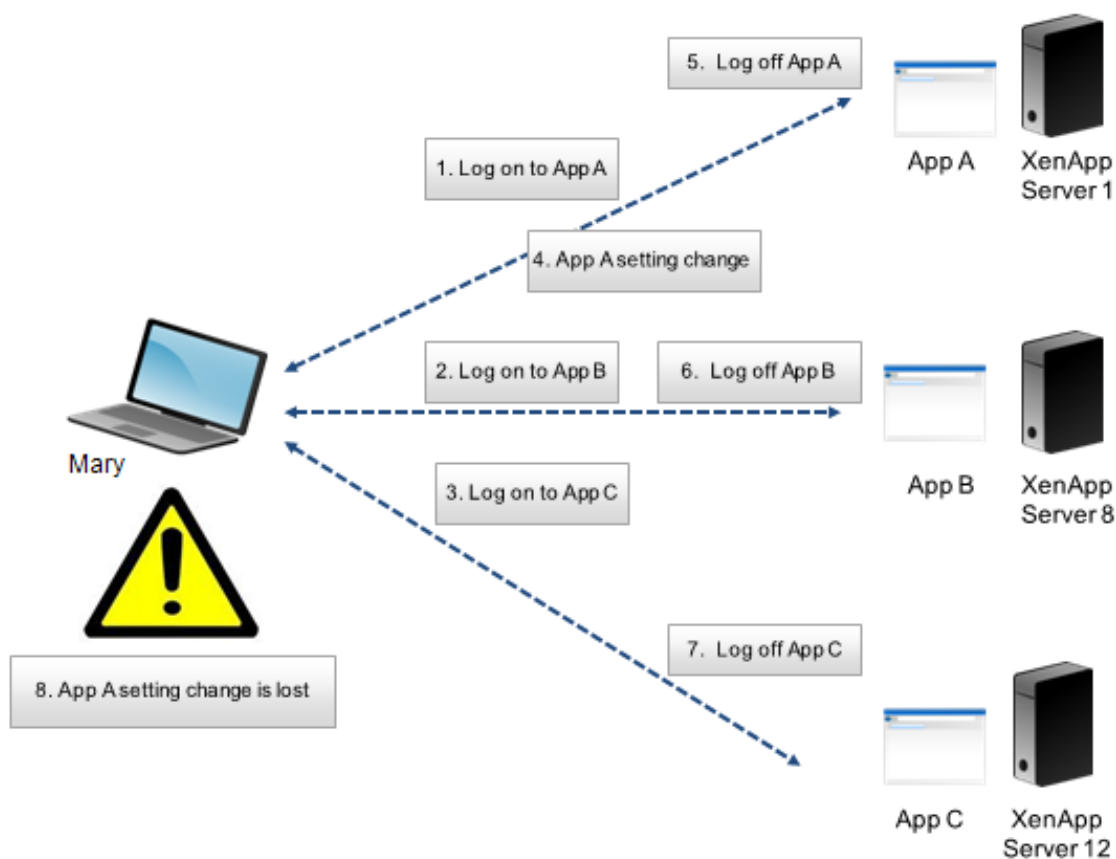 5. Log off App A
App A
XenApp
Server 1
1. Log on to App A
4. App A setting change
2. Log on to App B
6. Log off App B
Mary
App B
XenApp
Server 8
3. Log on to App C
8. App A setting change is lost
7. Log off App C
App C
XenApp
Server 12